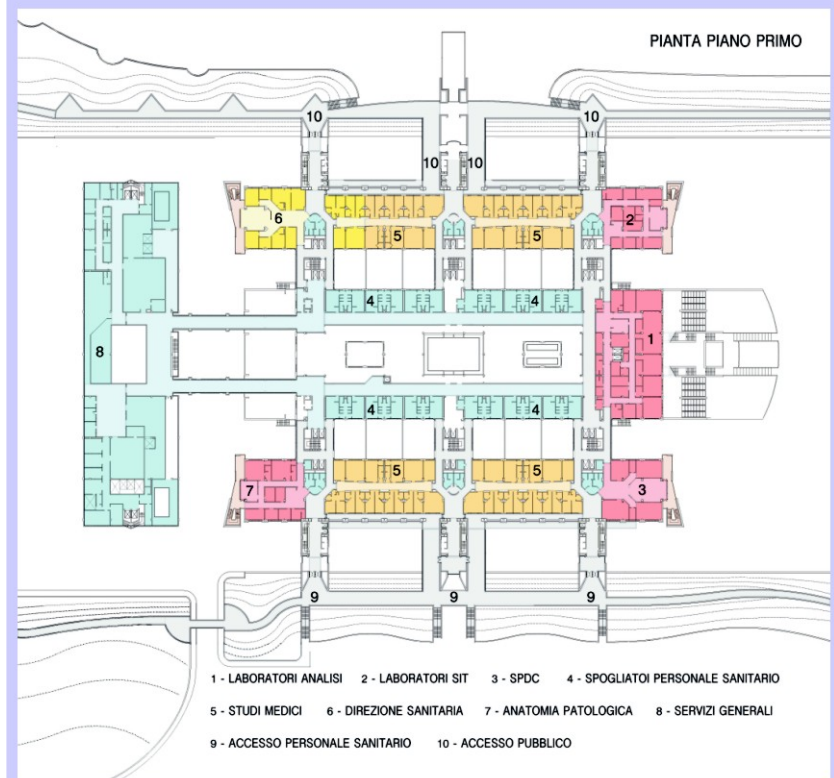 PIANTA PIANO PRIMO
10 10
10 10
6 2
5 5
4 4
8 1
4 4
5 5
7 3
9 9 9
1 - LABORATORI ANALISI 2 - LABORATORI SIT 3 - SPDC 4 - SPOGLIATOI PERSONALE SANITARIO
5 - STUDI MEDICI 6 - DIREZIONE SANITARIA 7 - ANATOMIA PATOLOGICA 8 - SERVIZI GENERALI
9 - ACCESSO PERSONALE SANITARIO 10 - ACCESSO PUBBLICO